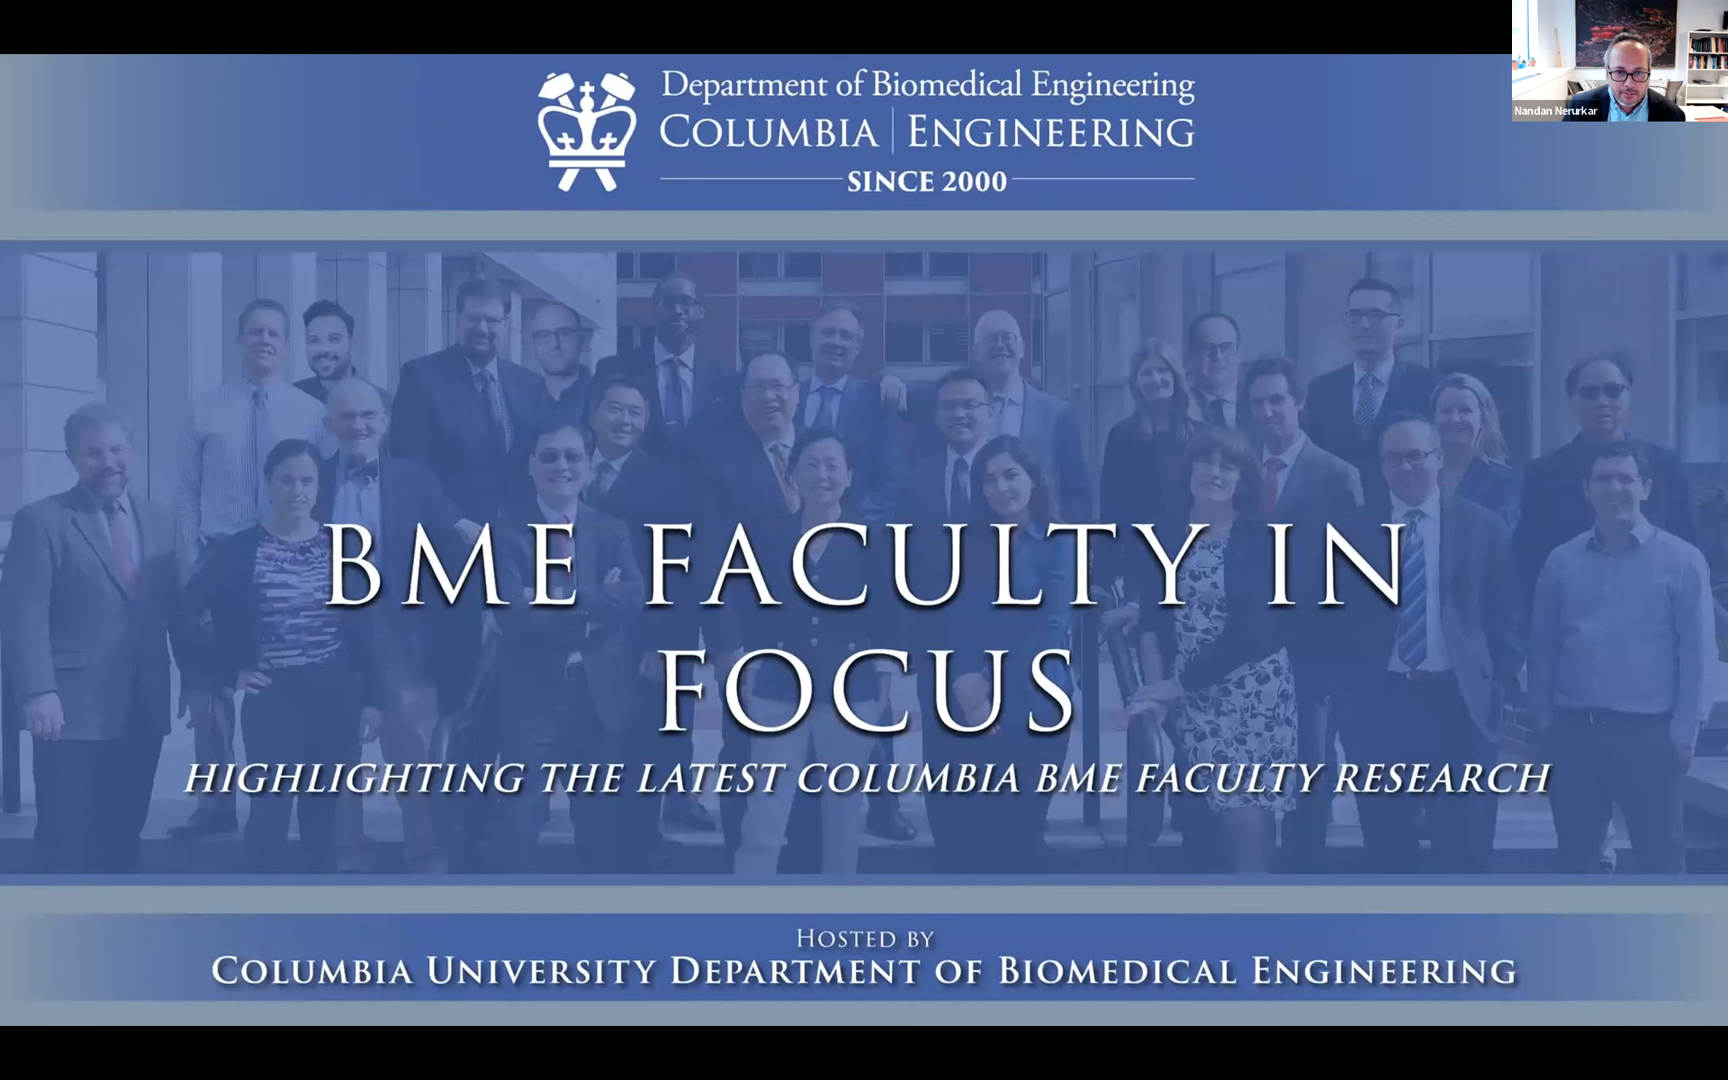 Department of Biomedical Engineering
COLUMBIA | ENGINEERING
SINCE 2000
Nandan Nerurkar
BME FACULTY IN
FOCUS
HIGHLIGHTING THE LATEST COLUMBIA BME FACULTY RESEARCH
HOSTED BY
COLUMBIA UNIVERSITY DEPARTMENT OF BIOMEDICAL ENGINEERING